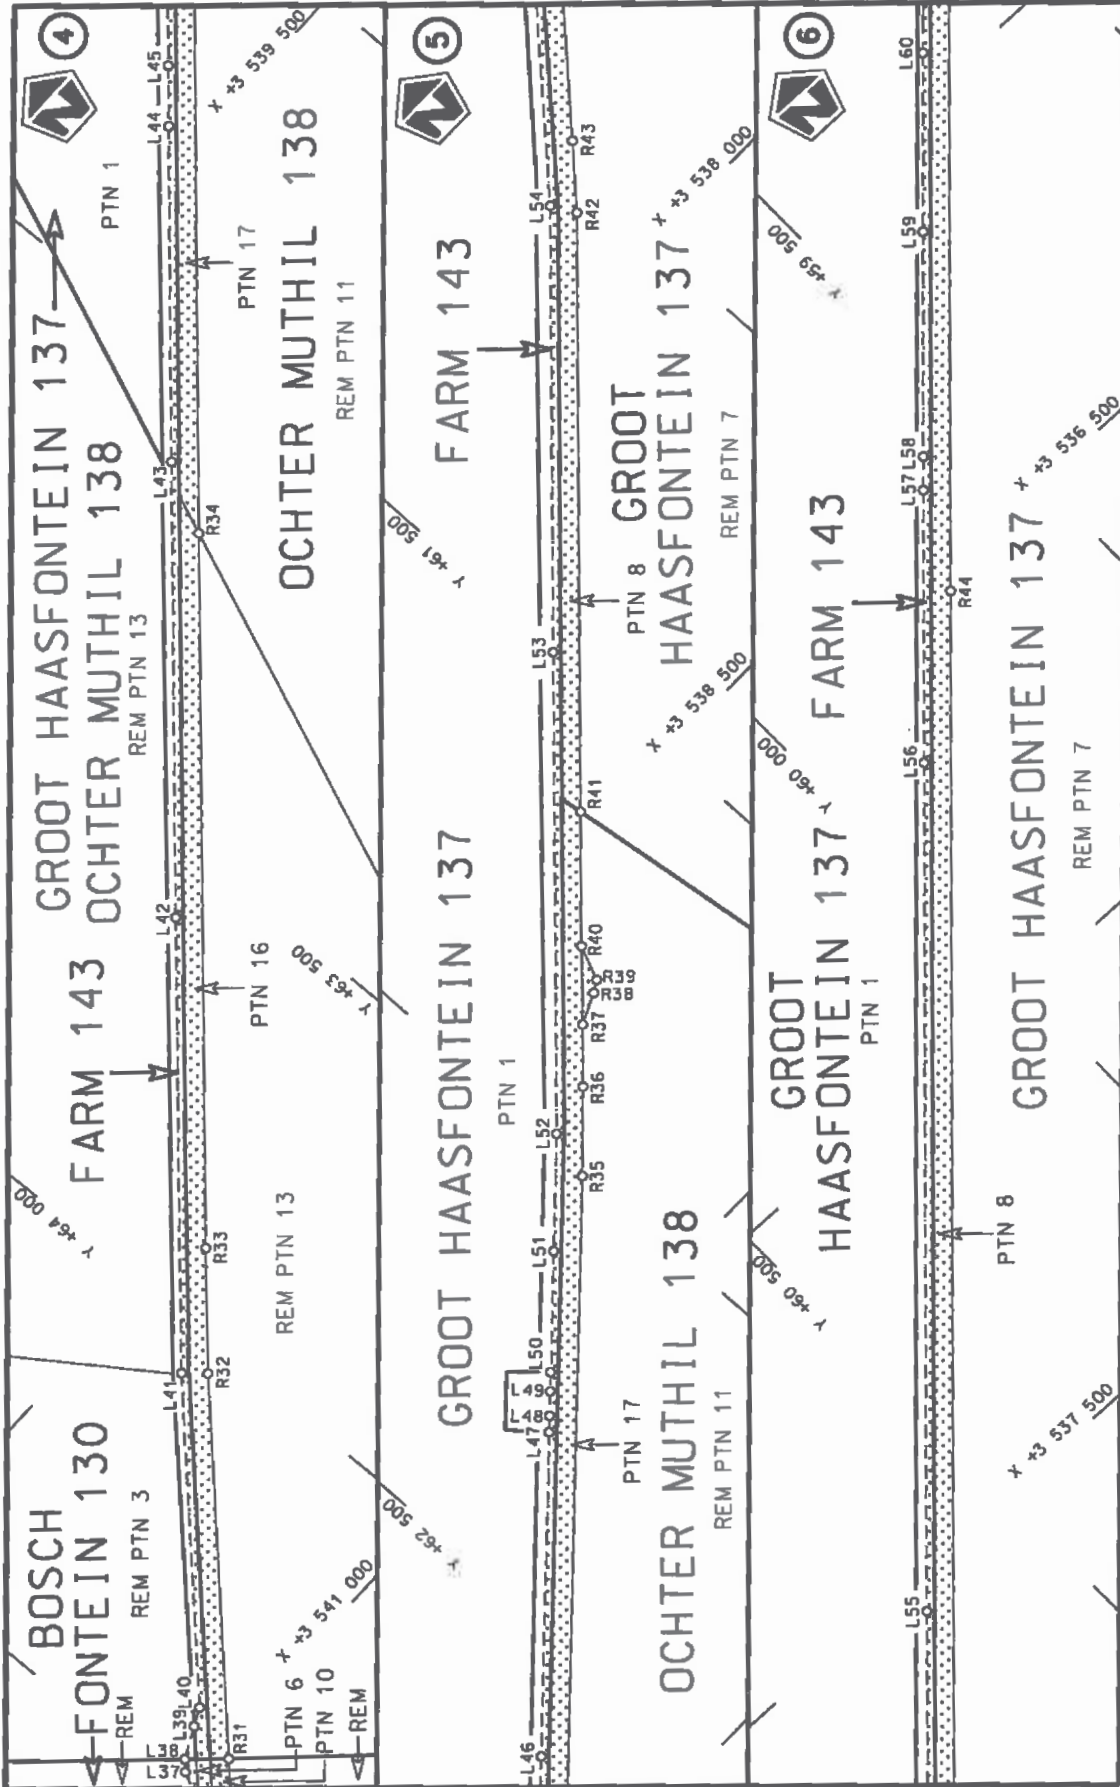 4
BOSCH
FONTEIN 130
REM PTN 3
REM
FARM 143
GROOT HAASFONTEIN 137
OCHTER MUTHIL 138
REM PTN 13
PTN 1
Y +64 000
L37
L38
L39
L40
L41
L42
L43
L44
L45
R31
R32
R33
R34
PTN 6
PTN 10
REM
X +3 541 000
REM PTN 13
PTN 16
Y +63 500
PTN 17
OCHTER MUTHIL 138
REM PTN 11
X +3 539 500
5
GROOT HAASFONTEIN 137
PTN 1
FARM 143
Y +62 500
Y +61 500
L46
L47
L48
L49
L50
L51
L52
L53
L54
R35
R36
R37
R38
R39
R40
R41
R42
R43
PTN 17
OCHTER MUTHIL 138
REM PTN 11
PTN 8
GROOT
HAASFONTEIN 137
REM PTN 7
X +3 538 500
X +3 538 000
6
GROOT
HAASFONTEIN 137
PTN 1
FARM 143
Y +60 500
Y +60 000
Y +59 500
L55
L56
L57
L58
L59
L60
R44
PTN 8
GROOT HAASFONTEIN 137
REM PTN 7
X +3 537 500
X +3 536 500